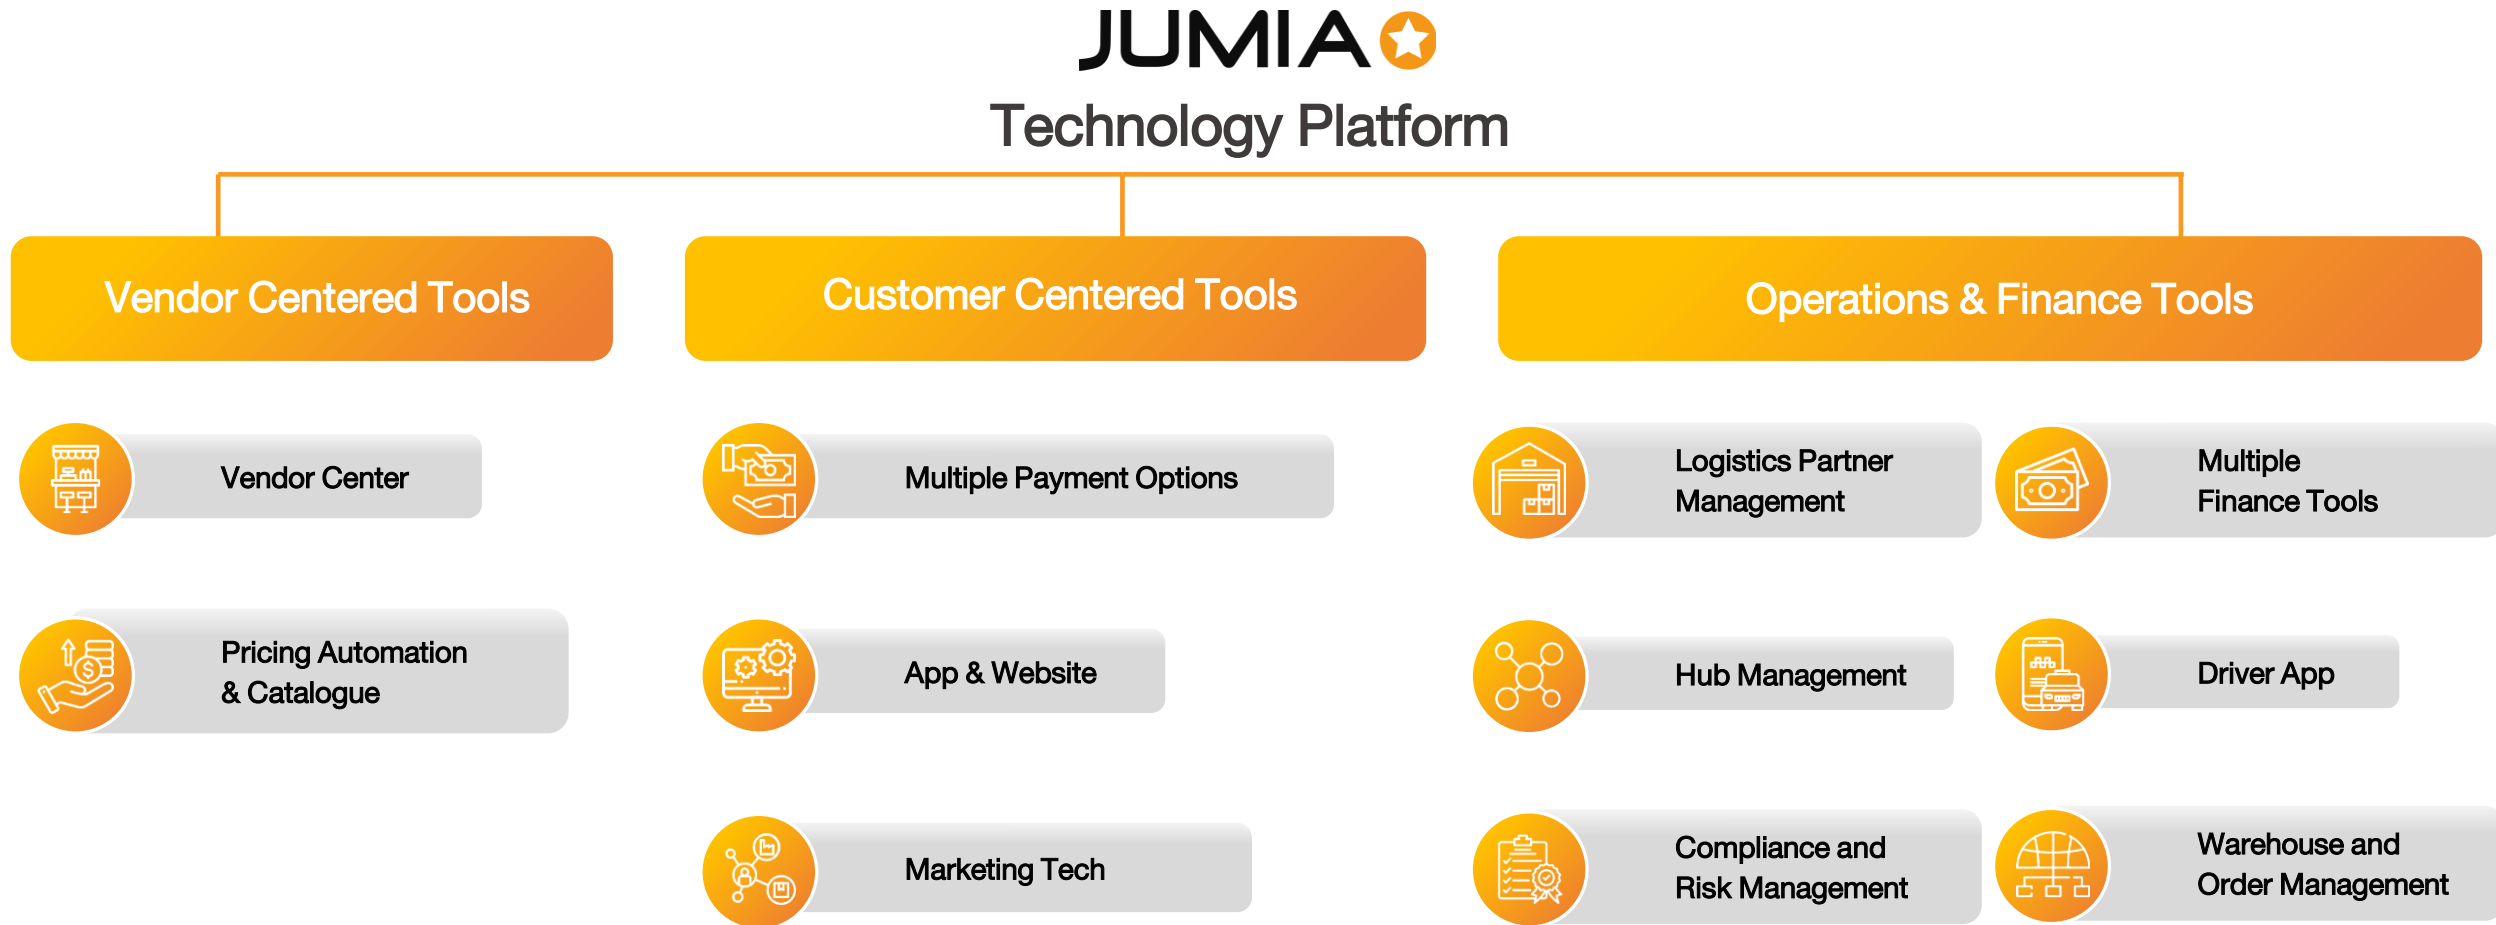 JUMIA
Technology Platform
Vendor Centered Tools
Customer Centered Tools
Operations & Finance Tools
Vendor Center
Pricing Automation
& Catalogue
Multiple Payment Options
App & Website
Marketing Tech
Logistics Partner
Management
Hub Management
Compliance and
Risk Management
Multiple
Finance Tools
Driver App
Warehouse and
Order Management